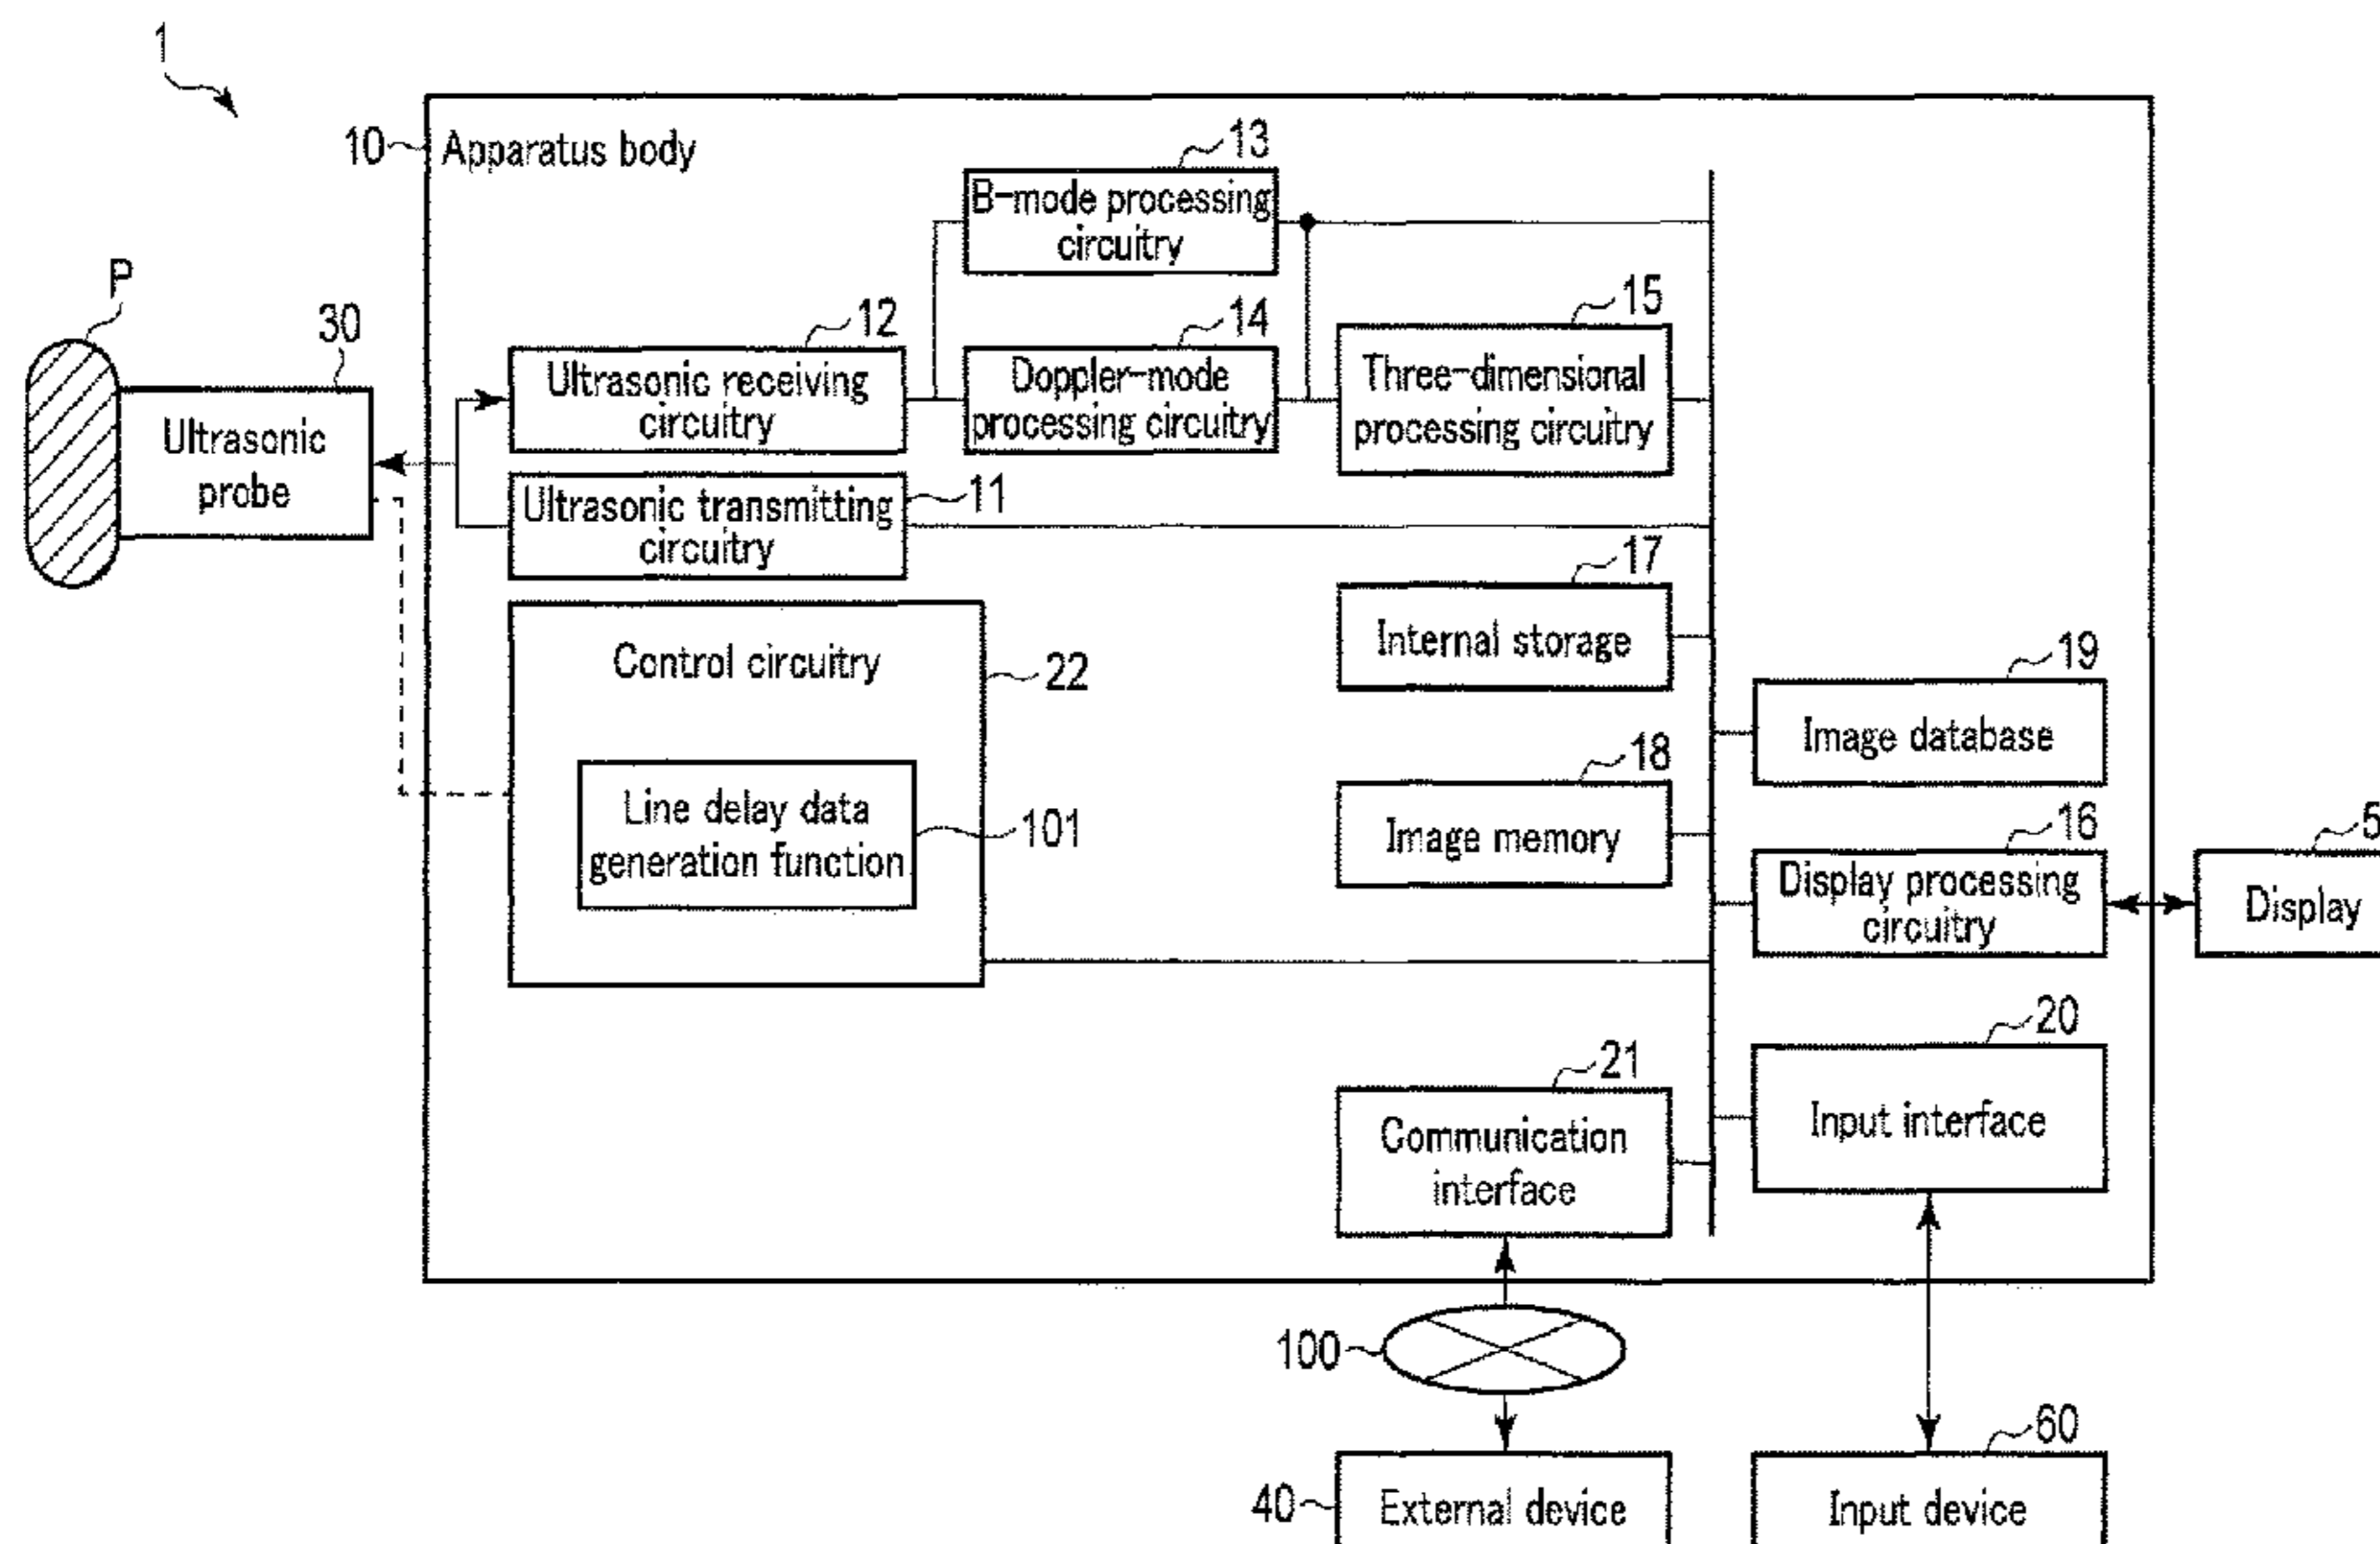 1
10
Apparatus body
13
B-mode processing
circuitry
P
30
Ultrasonic
probe
12
Ultrasonic receiving
circuitry
14
Doppler-mode
processing circuitry
15
Three-dimensional
processing circuitry
Ultrasonic transmitting
circuitry
11
17
Internal storage
Control circuitry
22
19
Image database
18
Image memory
Line delay data
generation function
101
16
Display processing
circuitry
5
Display
20
Input interface
21
Communication
interface
100
40
External device
60
Input device